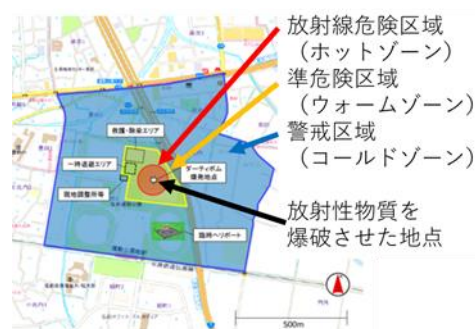 放射線危険区域
（ホットゾーン）
準危険区域
（ウォームゾーン）
警戒区域
（コールドゾーン）
放射性物質を
爆破させた地点
救護・除染エリア
一時退避エリア
ダーティボム
爆発地点
現地調整所等
臨時ヘリポート
500m